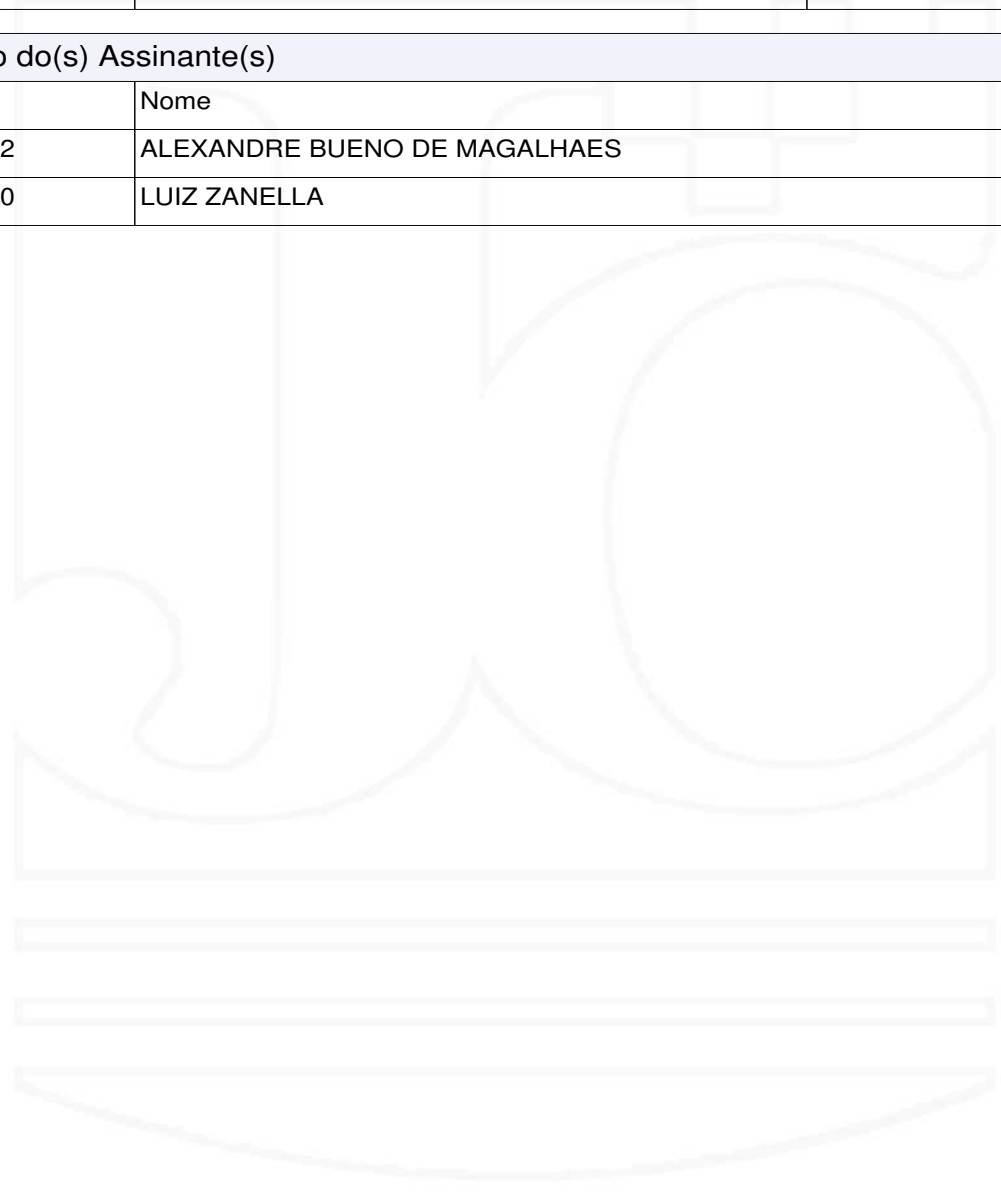 do(s) Assinante(s)
Nome
2 ALEXANDRE BUENO DE MAGALHAES
0 LUIZ ZANELLA